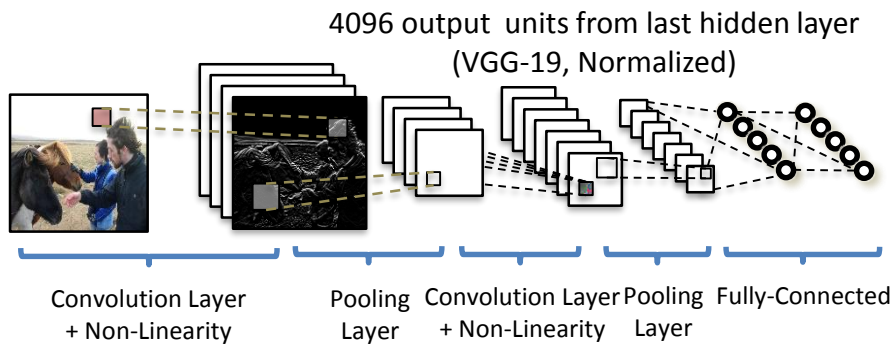 4096 output units from last hidden layer
(VGG-19, Normalized)
Convolution Layer
+ Non-Linearity
Pooling
Layer
Convolution Layer
+ Non-Linearity
Pooling
Layer
Fully-Connected